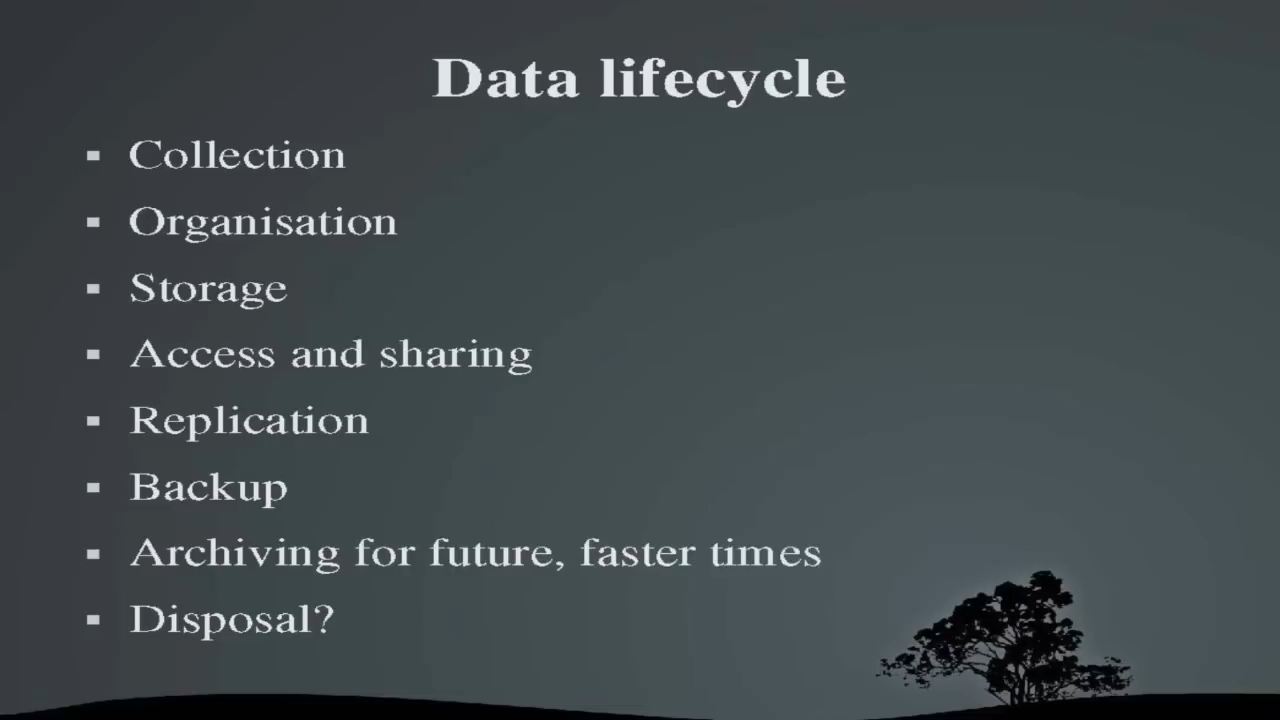 Data lifecycle
Collection
Organisation
Storage
Access and sharing
Replication
Backup
Archiving for future, faster times
Disposal?